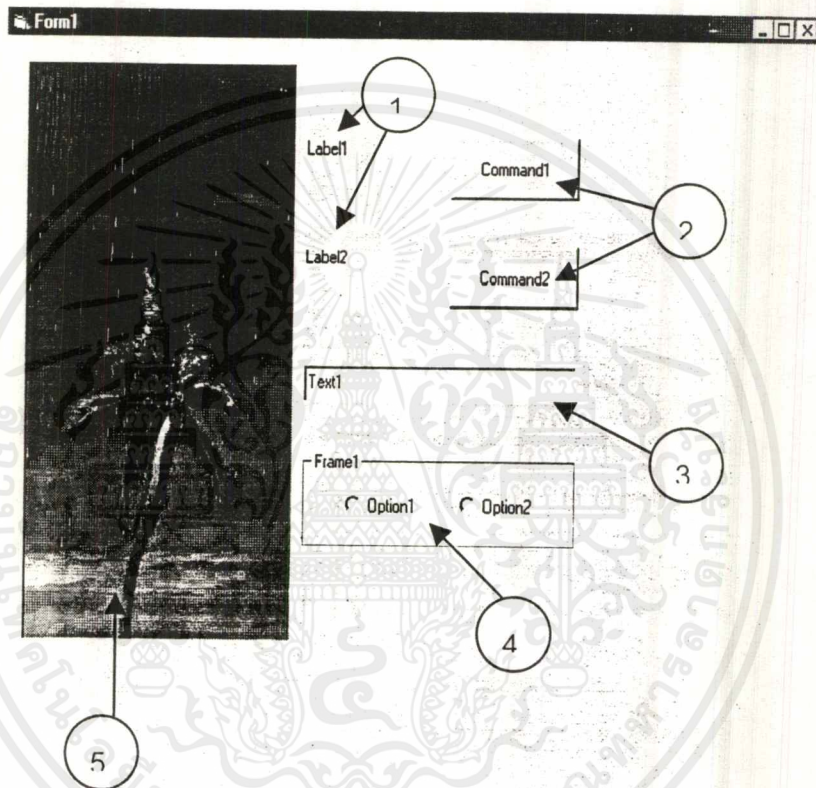 Form1
1
Label1
Command1
2
Label2
Command2
Text1
3
Frame1
Option1 Option2
4
5